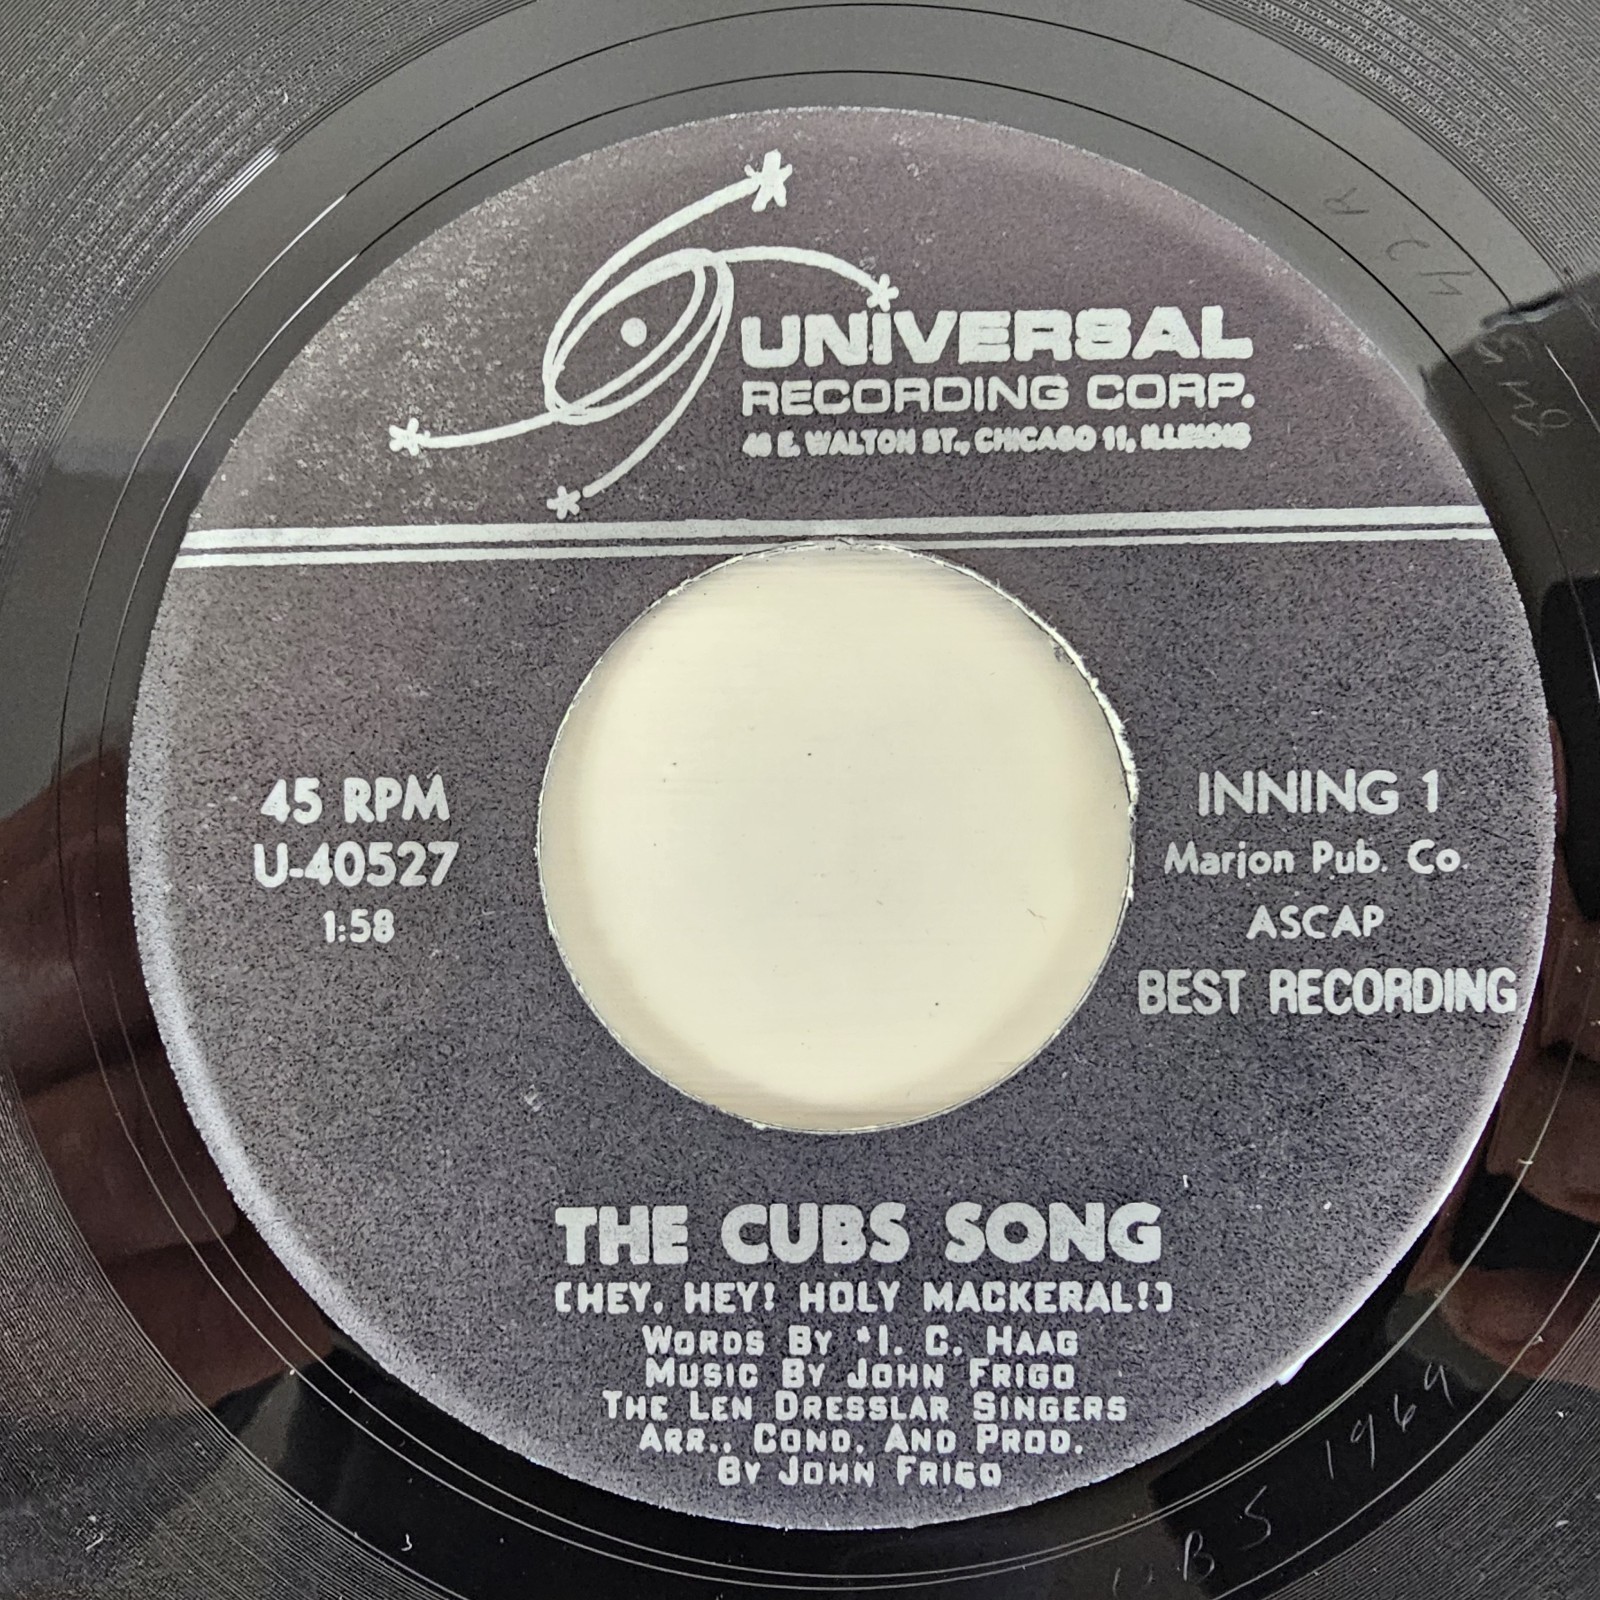 UNIVERSAL
RECORDING CORP.
46 E. WALTON ST., CHICAGO 11, ILLINOIS
45 RPM
U-40527
1:58
INNING 1
Marjon Pub. Co.
ASCAP
BEST RECORDING
THE CUBS SONG
(HEY, HEY! HOLY MACKERAL!)
WORDS BY *I. C. HAAG
MUSIC BY JOHN FRIGO
THE LEN DRESSLAR SINGERS
ARR., COND. AND PROD.
BY JOHN FRIGO
1969